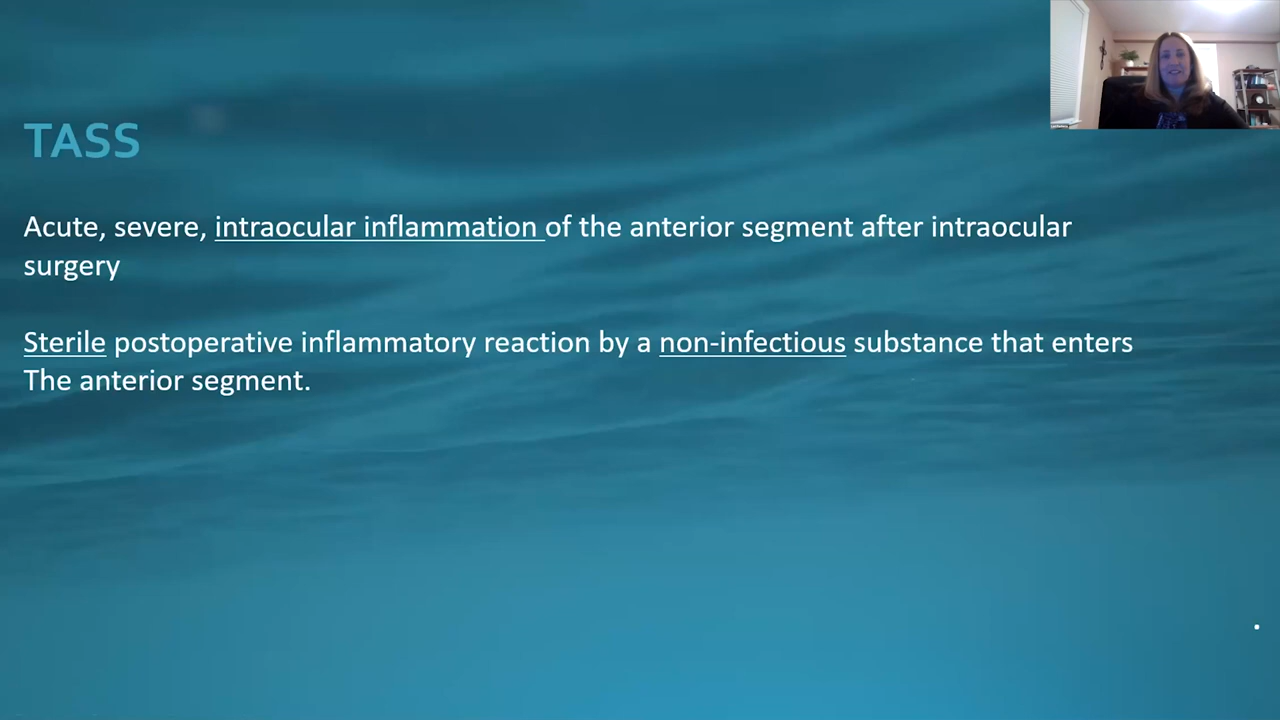 TASS
Acute, severe, intraocular inflammation of the anterior segment after intraocular
surgery
Sterile postoperative inflammatory reaction by a non-infectious substance that enters
The anterior segment.
.